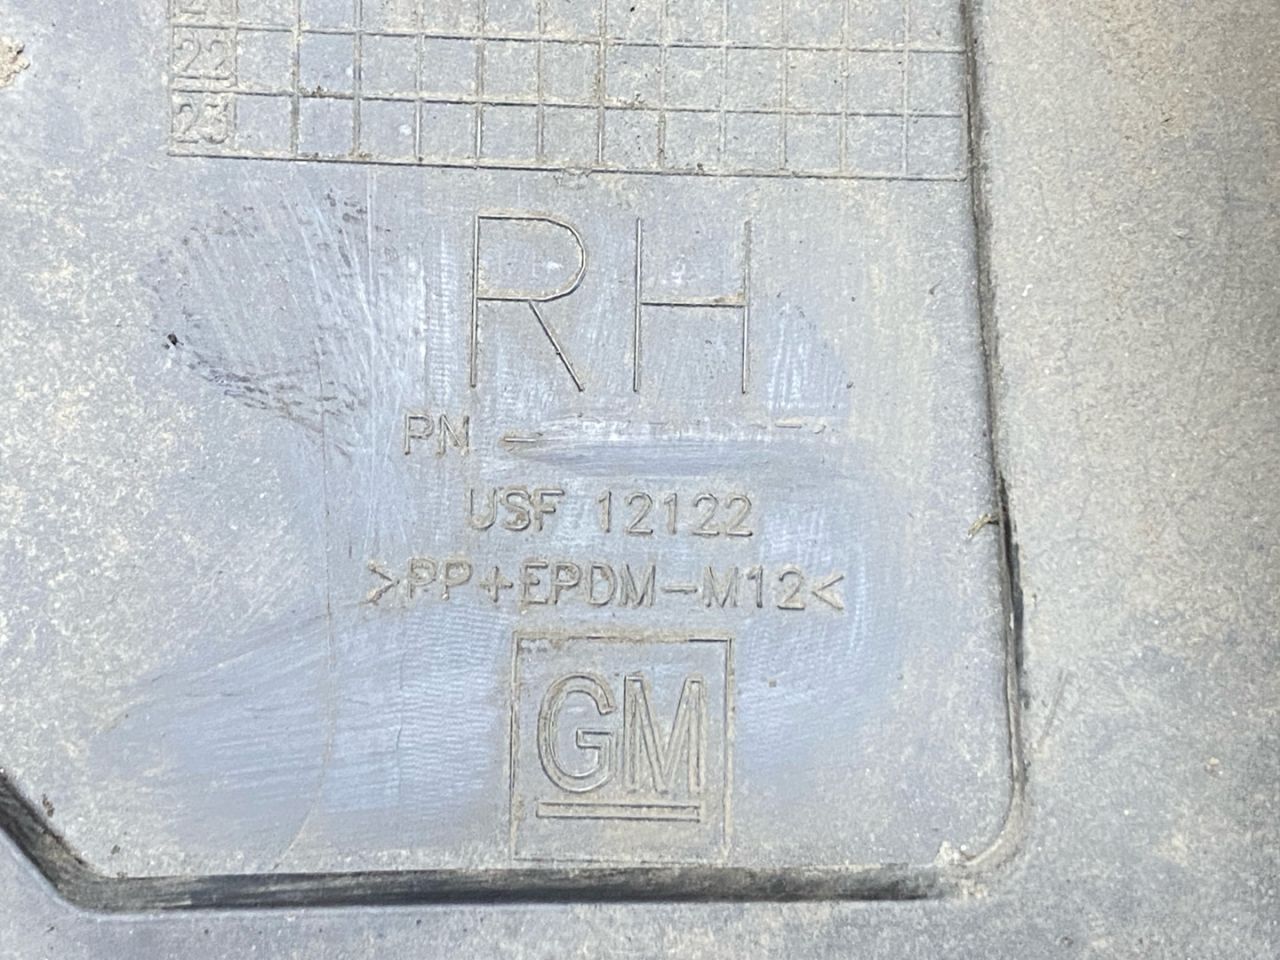 22
23
RH
PN
USF 12122
>PP+EPDM-M12<
GM